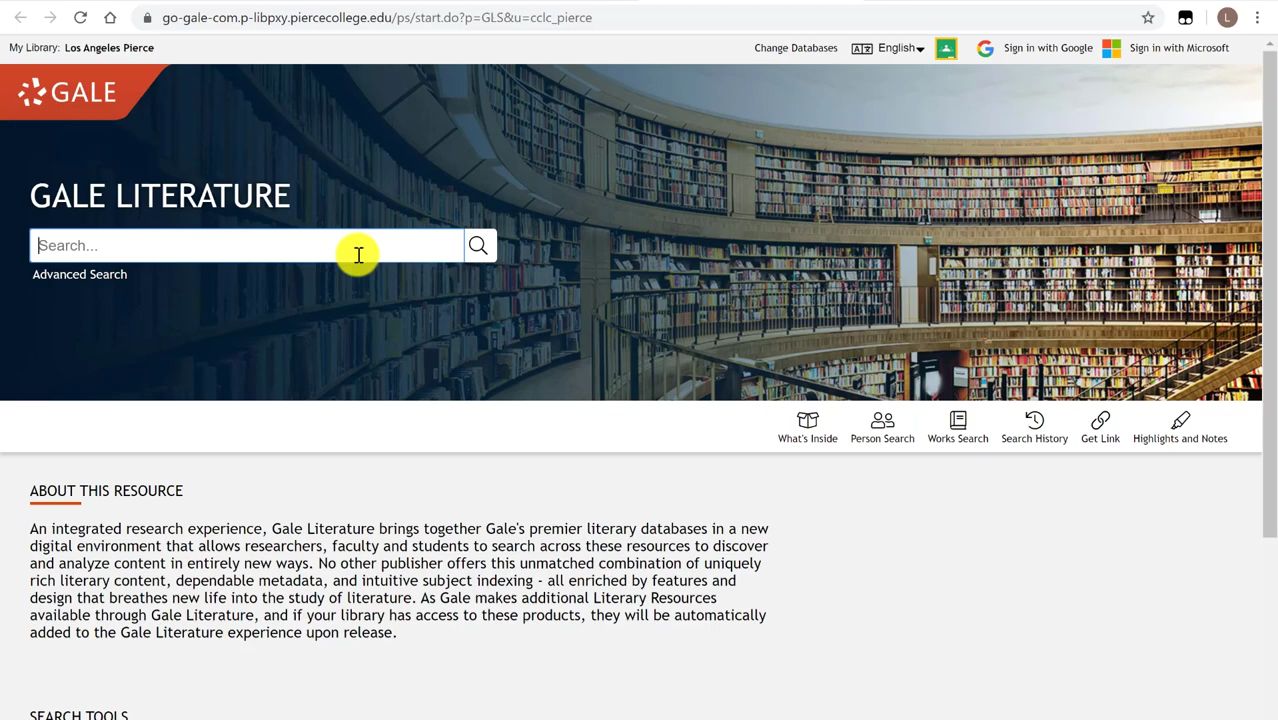 go-gale-com.p-libpxy.piercecollege.edu/ps/start.do?p=GLS&u=cclc_pierce
L
My Library: Los Angeles Pierce
Change Databases
English
Sign in with Google
Sign in with Microsoft
GALE
GALE LITERATURE
Search...
Advanced Search
What's Inside
Person Search
Works Search
Search History
Get Link
Highlights and Notes
ABOUT THIS RESOURCE
An integrated research experience, Gale Literature brings together Gale's premier literary databases in a new
digital environment that allows researchers, faculty and students to search across these resources to discover
and analyze content in entirely new ways. No other publisher offers this unmatched combination of uniquely
rich literary content, dependable metadata, and intuitive subject indexing - all enriched by features and
design that breathes new life into the study of literature. As Gale makes additional Literary Resources
available through Gale Literature, and if your library has access to these products, they will be automatically
added to the Gale Literature experience upon release.
SEARCH TOOLS